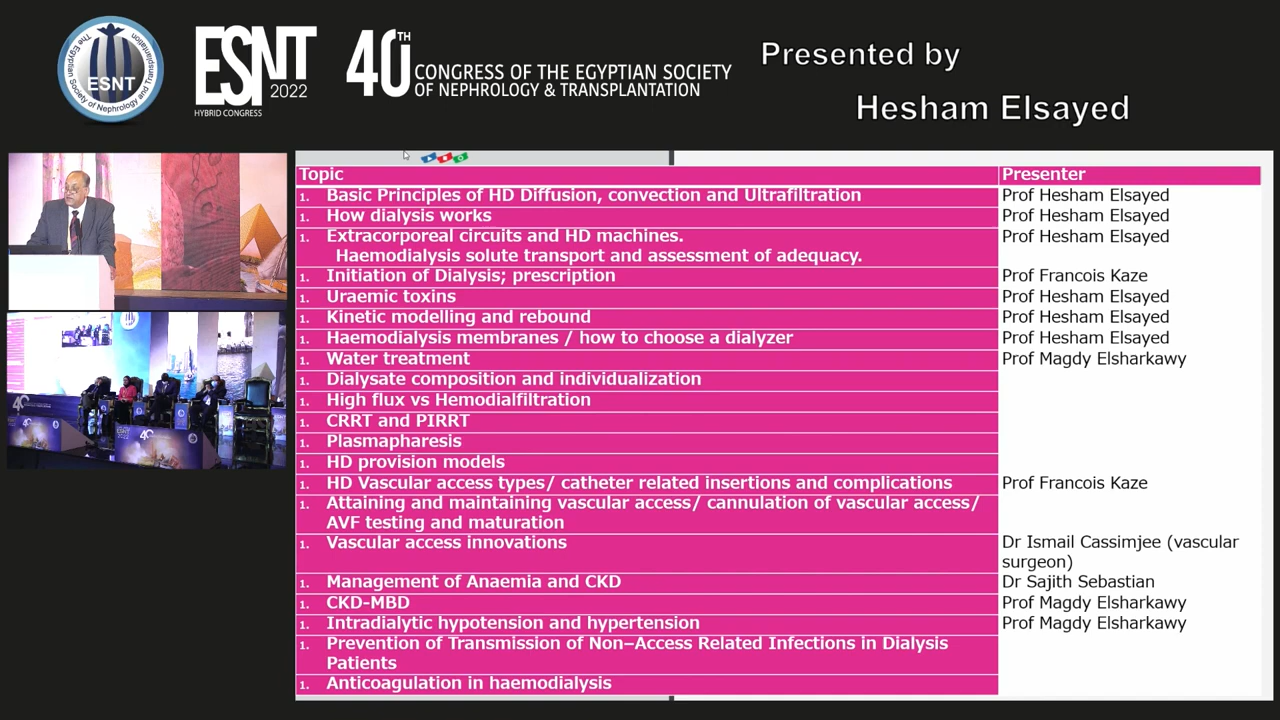 The Egyptian Society of Nephrology and Transplantation
ESNT
ESNT
2022
HYBRID CONGRESS
40TH
CONGRESS OF THE EGYPTIAN SOCIETY
OF NEPHROLOGY & TRANSPLANTATION
Presented by
Hesham Elsayed
Topic Presenter
1. Basic Principles of HD Diffusion, convection and Ultrafiltration Prof Hesham Elsayed
1. How dialysis works Prof Hesham Elsayed
1. Extracorporeal circuits and HD machines. Prof Hesham Elsayed
Haemodialysis solute transport and assessment of adequacy.
1. Initiation of Dialysis; prescription Prof Francois Kaze
1. Uraemic toxins Prof Hesham Elsayed
1. Kinetic modelling and rebound Prof Hesham Elsayed
1. Haemodialysis membranes / how to choose a dialyzer Prof Hesham Elsayed
1. Water treatment Prof Magdy Elsharkawy
1. Dialysate composition and individualization
1. High flux vs Hemodialfiltration
1. CRRT and PIRRT
1. Plasmapharesis
1. HD provision models
1. HD Vascular access types/ catheter related insertions and complications Prof Francois Kaze
1. Attaining and maintaining vascular access/ cannulation of vascular access/
AVF testing and maturation
1. Vascular access innovations Dr Ismail Cassimjee (vascular
surgeon)
1. Management of Anaemia and CKD Dr Sajith Sebastian
1. CKD-MBD Prof Magdy Elsharkawy
1. Intradialytic hypotension and hypertension Prof Magdy Elsharkawy
1. Prevention of Transmission of Non–Access Related Infections in Dialysis
Patients
1. Anticoagulation in haemodialysis